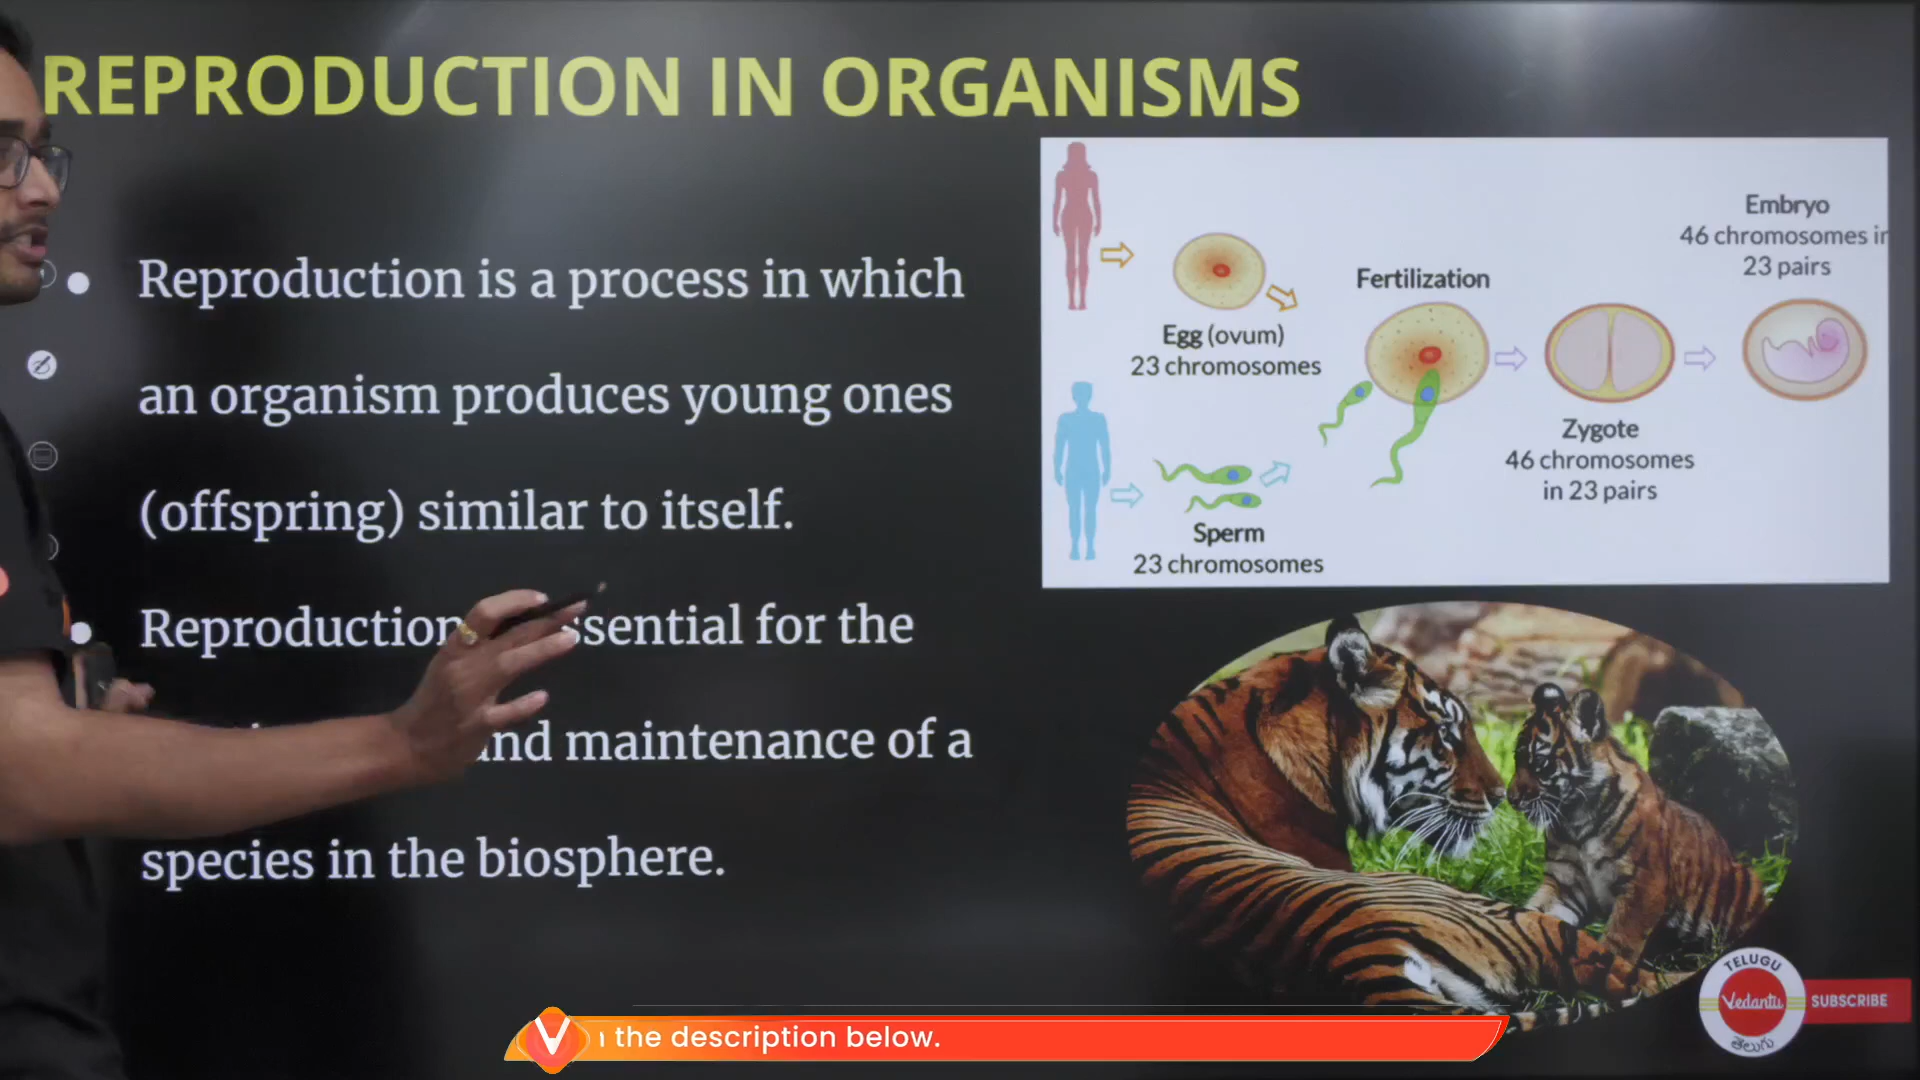 REPRODUCTION IN ORGANISMS
Reproduction is a process in which
an organism produces young ones
(offspring) similar to itself.
Reproduction ssential for the
and maintenance of a
species in the biosphere.
Egg (ovum)
23 chromosomes
Sperm
23 chromosomes
Fertilization
Zygote
46 chromosomes
in 23 pairs
Embryo
46 chromosomes in
23 pairs
the description below.
TELUGU
Vedantu
తెలుగు
SUBSCRIBE